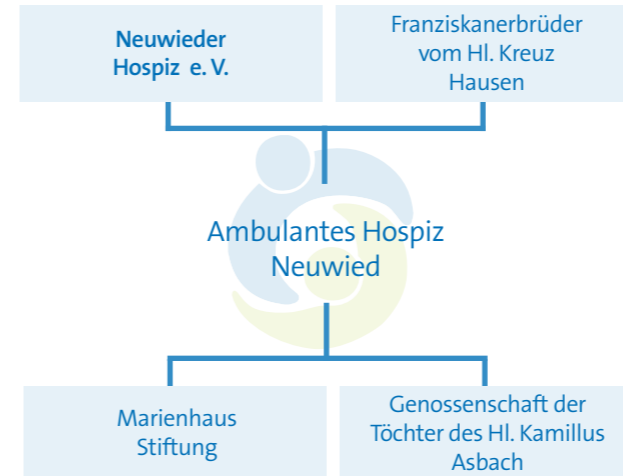 Neuwieder
Hospiz e. V.
Franziskanerbrüder
vom Hl. Kreuz
Hausen
Ambulantes Hospiz
Neuwied
Marienhaus
Stiftung
Genossenschaft der
Töchter des Hl. Kamillus
Asbach